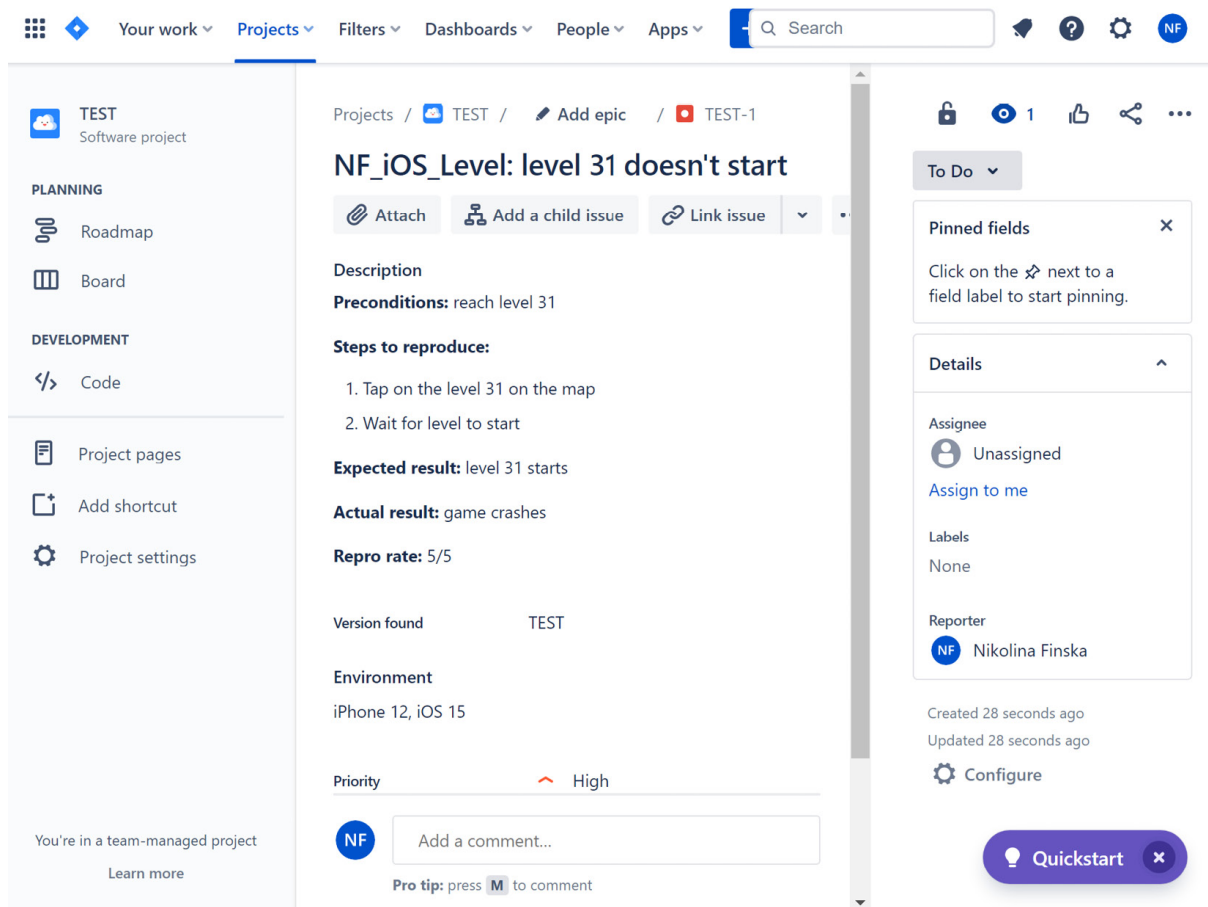 Your work Projects Filters Dashboards People Apps Search NF
TEST
Software project
PLANNING
Roadmap
Board
DEVELOPMENT
Code
Project pages
Add shortcut
Project settings
You're in a team-managed project
Learn more
Projects / TEST / Add epic / TEST-1
NF_iOS_Level: level 31 doesn't start
Attach Add a child issue Link issue
Description
Preconditions: reach level 31
Steps to reproduce:
1. Tap on the level 31 on the map
2. Wait for level to start
Expected result: level 31 starts
Actual result: game crashes
Repro rate: 5/5
Version found TEST
Environment
iPhone 12, iOS 15
Priority High
NF Add a comment...
Pro tip: press M to comment
1
To Do
Pinned fields
Click on the next to a
field label to start pinning.
Details
Assignee
Unassigned
Assign to me
Labels
None
Reporter
NF Nikolina Finska
Created 28 seconds ago
Updated 28 seconds ago
Configure
Quickstart